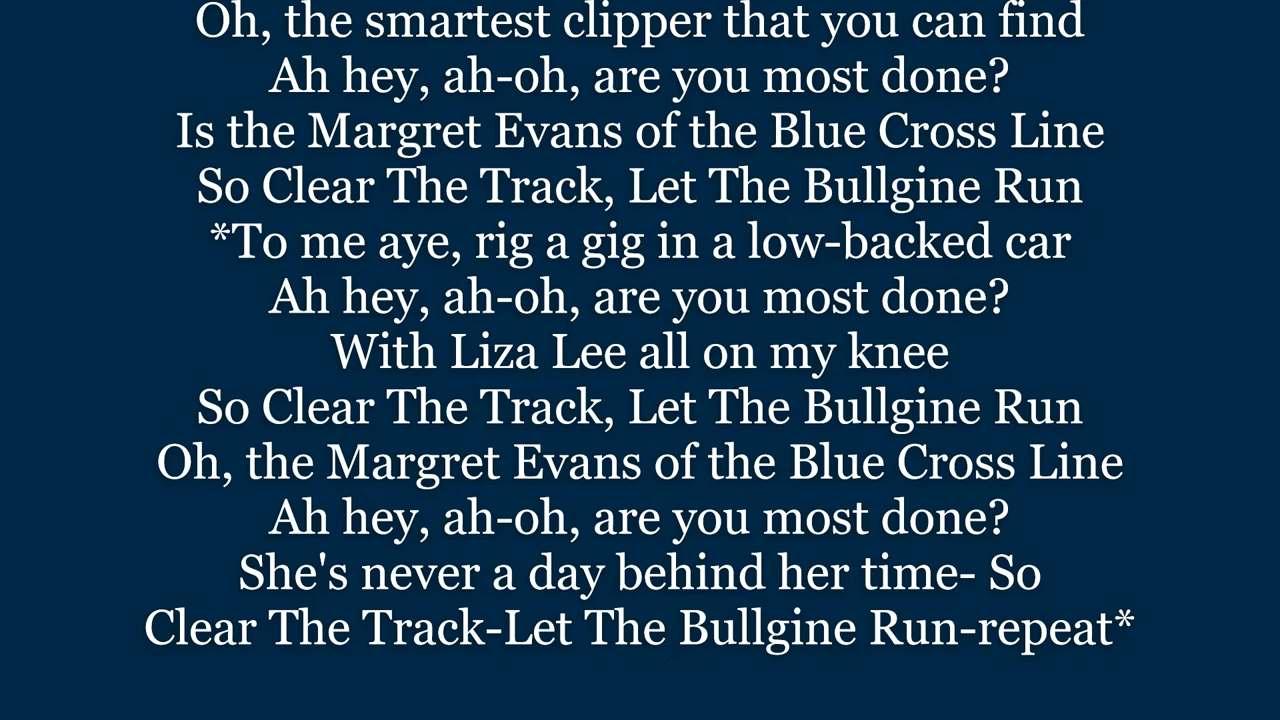 Oh, the smartest clipper that you can find
Ah hey, ah-oh, are you most done?
Is the Margret Evans of the Blue Cross Line
So Clear The Track, Let The Bullgine Run
*To me aye, rig a gig in a low-backed car
Ah hey, ah-oh, are you most done?
With Liza Lee all on my knee
So Clear The Track, Let The Bullgine Run
Oh, the Margret Evans of the Blue Cross Line
Ah hey, ah-oh, are you most done?
She's never a day behind her time- So
Clear The Track-Let The Bullgine Run-repeat*